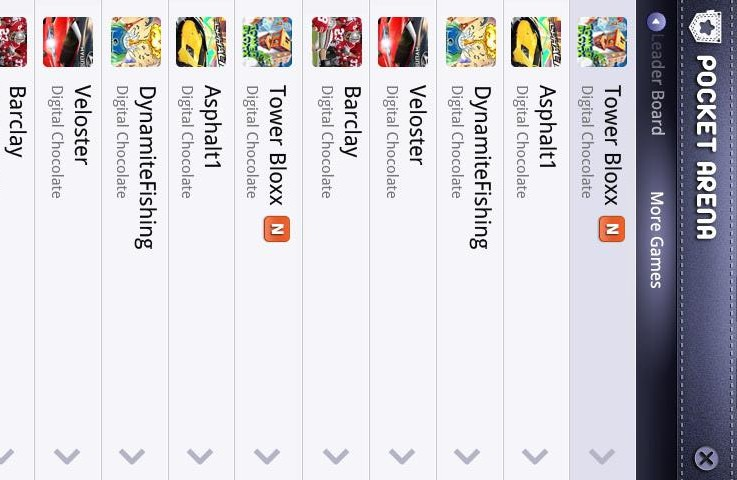 POCKET ARENA
Leader Board
More Games
Tower Bloxx N
Digital Chocolate
Asphalt1
Digital Chocolate
DynamiteFishing
Digital Chocolate
Veloster
Digital Chocolate
Barclay
Digital Chocolate
Tower Bloxx N
Digital Chocolate
Asphalt1
Digital Chocolate
DynamiteFishing
Digital Chocolate
Veloster
Digital Chocolate
Barclay